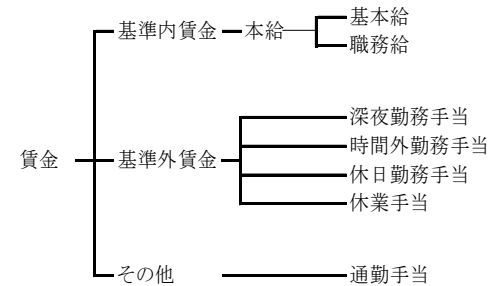 基本給
基準内賃金 本給
職務給
深夜勤務手当
時間外勤務手当
賃金 基準外賃金
休日勤務手当
休業手当
その他 通勤手当